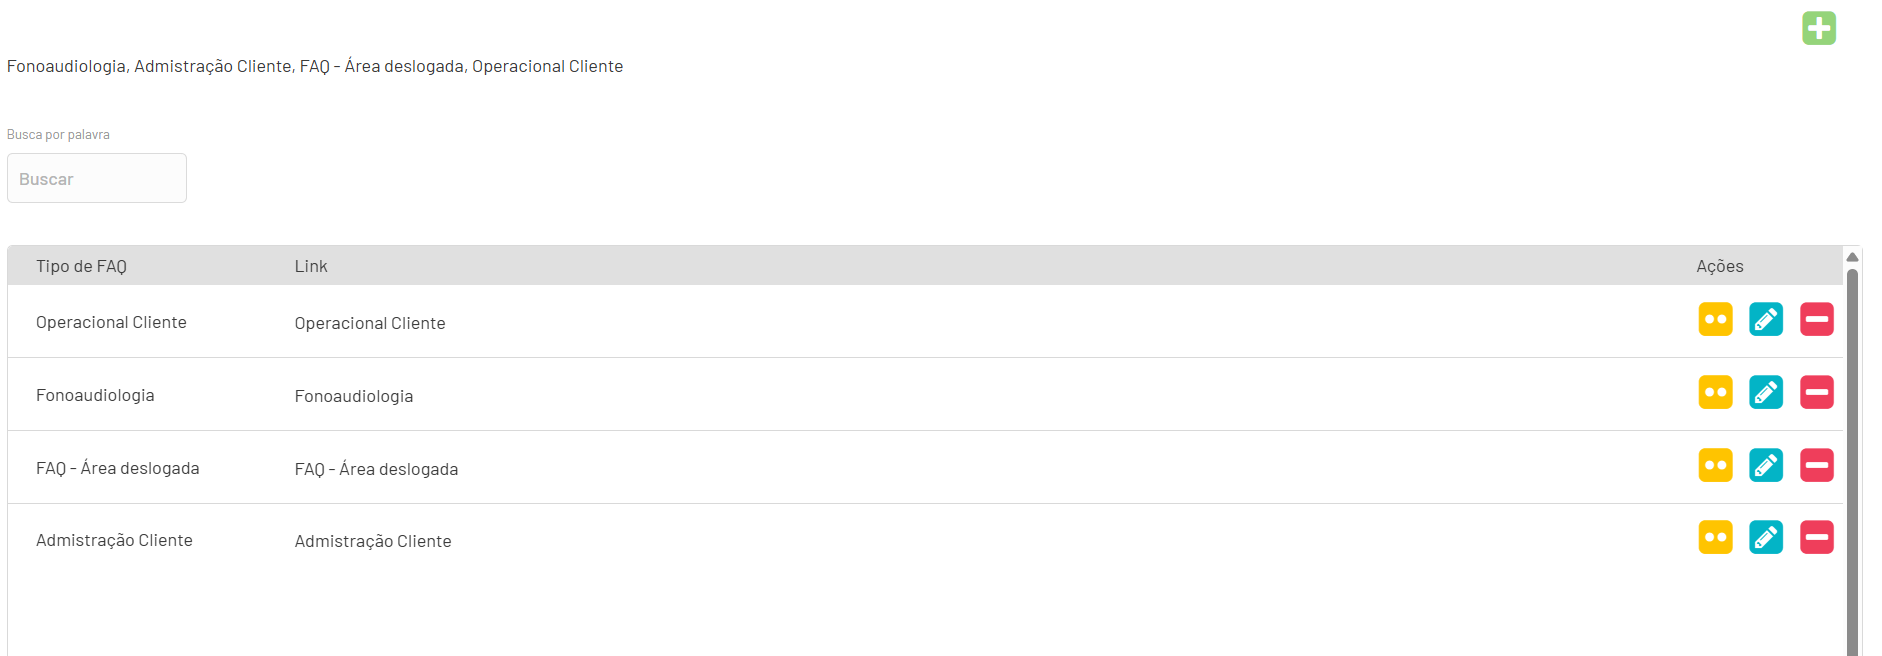 Fonoaudiologia, Admistração Cliente, FAQ - Área deslogada, Operacional Cliente
Busca por palavra
Buscar
Tipo de FAQ Link Ações
Operacional Cliente Operacional Cliente
Fonoaudiologia Fonoaudiologia
FAQ - Área deslogada FAQ - Área deslogada
Admistração Cliente Admistração Cliente